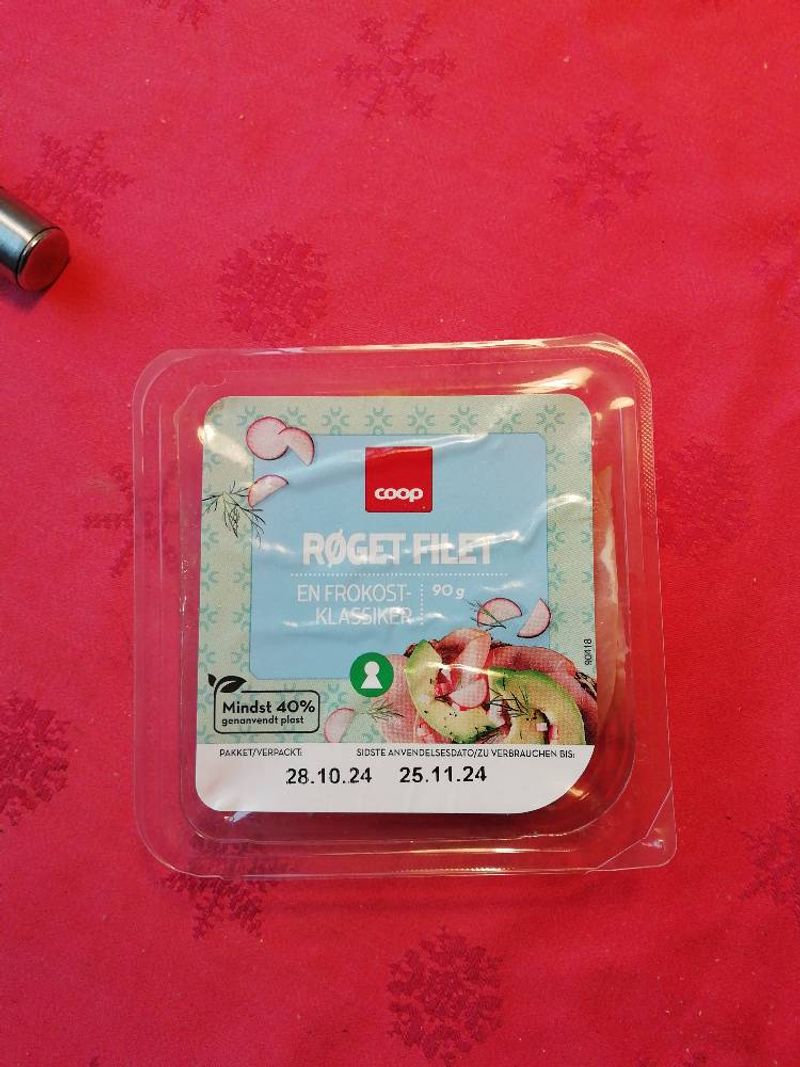 coop
RØGET FILET
EN FROKOST-
KLASSIKER
90 g
90418
Mindst 40%
genanvendt plast
PAKKET/VERPACKT:
SIDSTE ANVENDELSESDATO/ZU VERBRAUCHEN BIS:
28.10.24 25.11.24